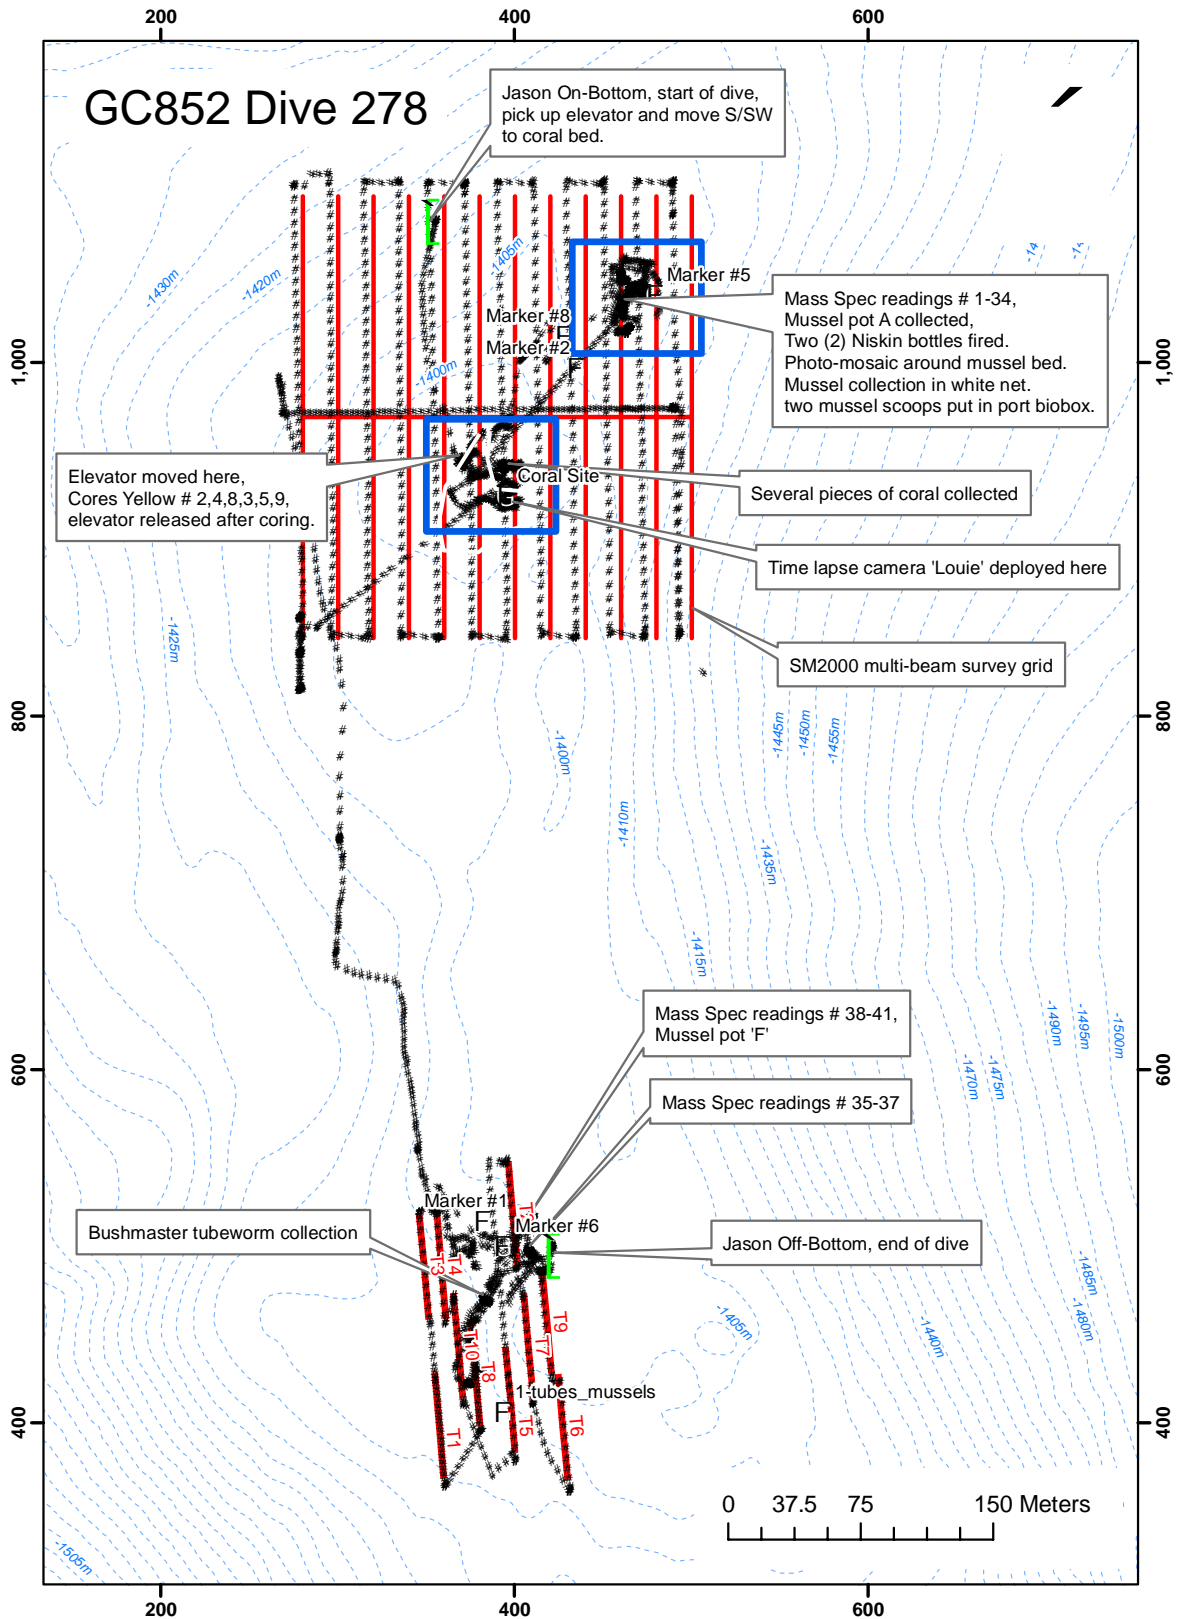 200
400
600
GC852 Dive 278
Jason On-Bottom, start of dive,
pick up elevator and move S/SW
to coral bed.
-1430m
-1420m
-1405m
-14
-1400m
1,000
1,000
Marker #5
Marker #8
F
Marker #2
F
Mass Spec readings # 1-34,
Mussel pot A collected,
Two (2) Niskin bottles fired.
Photo-mosaic around mussel bed.
Mussel collection in white net.
two mussel scoops put in port biobox.
Elevator moved here,
Cores Yellow # 2,4,8,3,5,9,
elevator released after coring.
Coral Site
Several pieces of coral collected
Time lapse camera 'Louie' deployed here
SM2000 multi-beam survey grid
1425m
800
800
-1400m
-1445m
-1450m
-1455m
-1410m
-1435m
-1415m
-1490m
-1495m
-1500m
Mass Spec readings # 38-41,
Mussel pot 'F'
600
600
-1470m
-1475m
Mass Spec readings # 35-37
Marker #1
F
Marker #6
Bushmaster tubeworm collection
Jason Off-Bottom, end of dive
T3
T4
T9
T7
T10
T8
-1405m
-1440m
-1485m
-1480m
1-tubes_mussels
F
T1
T5
T6
400
400
0 37.5 75 150 Meters
-1505m
200
400
600